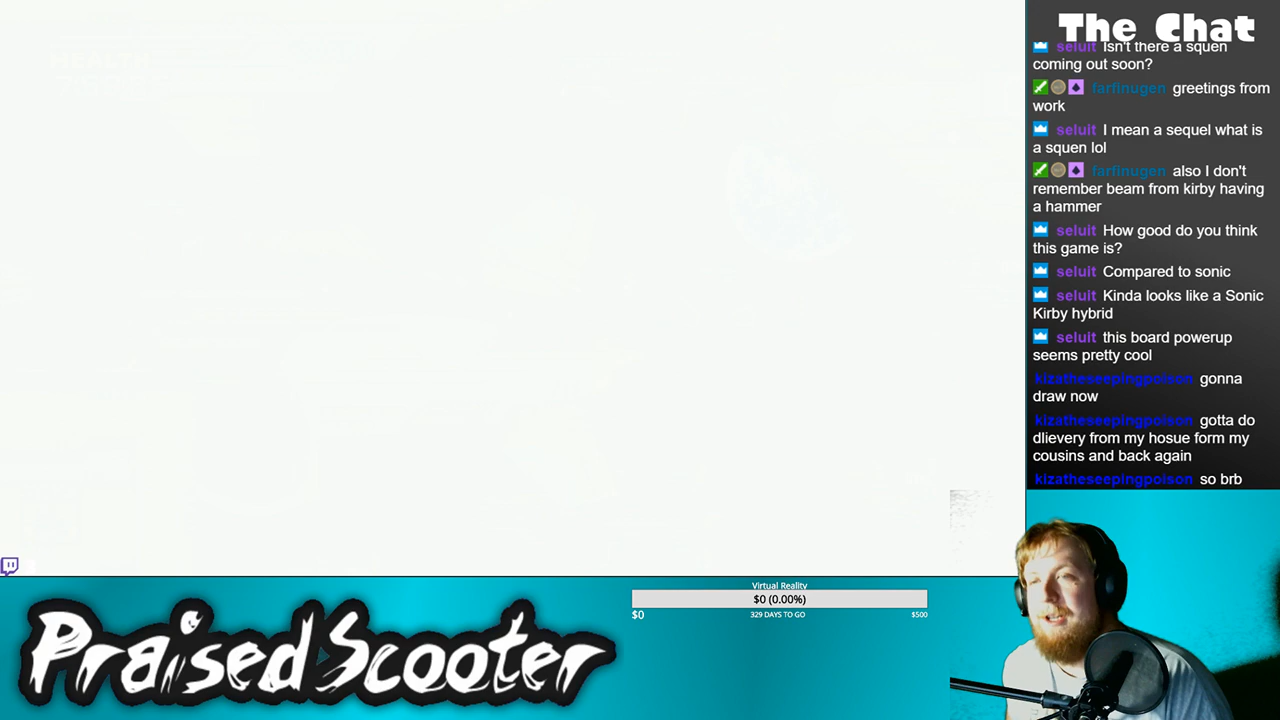 The Chat
seluit Isn't there a squen
coming out soon?
farfinugen greetings from
work
seluit I mean a sequel what is
a squen lol
farfinugen also I don't
remember beam from kirby having
a hammer
seluit How good do you think
this game is?
seluit Compared to sonic
seluit Kinda looks like a Sonic
Kirby hybrid
seluit this board powerup
seems pretty cool
kizatheseepingpoison gonna
draw now
kizatheseepingpoison gotta do
dlievery from my hosue form my
cousins and back again
kizatheseepingpoison so brb
HEALTH
PraisedScooter
Virtual Reality
$0 (0.00%)
$0
329 DAYS TO GO
$500